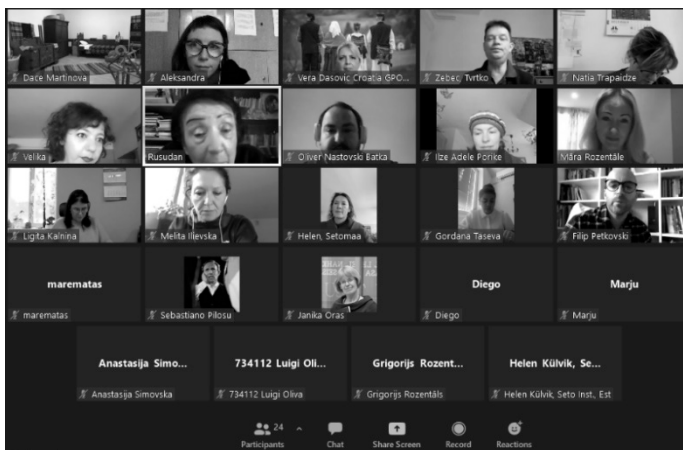 Dace Martinova
Aleksandra
Vera Dasovic Croatia GPO...
Zebec, Tvrtko
Natia Trapaidze
Velika
Rusudan
Oliver Nastovski Batka
Ilze Adele Porike
Māra Rozentāle
Ligita Kalnina
Melita Ilievska
Helen, Setomaa
Gordana Taseva
Filip Petkovski
marematas
marematas
Sebastiano Pilosu
Janika Oras
Diego
Diego
Marju
Marju
Anastasija Simo...
Anastasija Simovska
734112 Luigi Oli...
734112 Luigi Oliva
Grigorijs Rozent...
Grigorijs Rozentāls
Helen Külvik, Se...
Helen Külvik, Seto Inst., Est
24
Participants
Chat
Share Screen
Record
Reactions